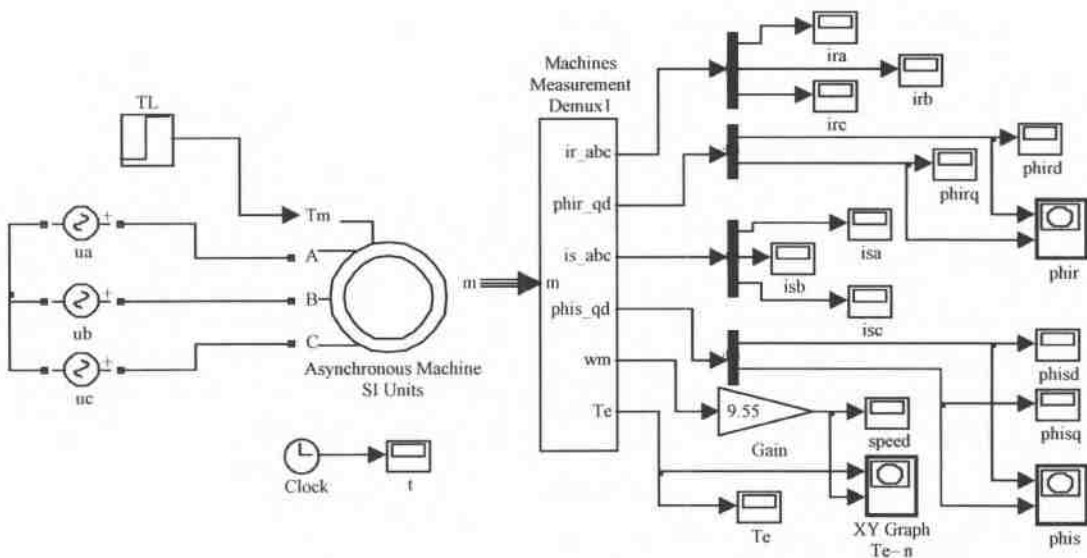 TL
Tm
A
B
C
ua
ub
uc
Asynchronous Machine
SI Units
m
Clock
t
Machines
Measurement
Demux1
m
ir_abc
phir_qd
is_abc
phis_qd
wm
Te
ira
irb
irc
phird
phirq
phir
isa
isb
isc
phisd
phisq
phis
9.55
Gain
speed
Te
XY Graph
Te− n